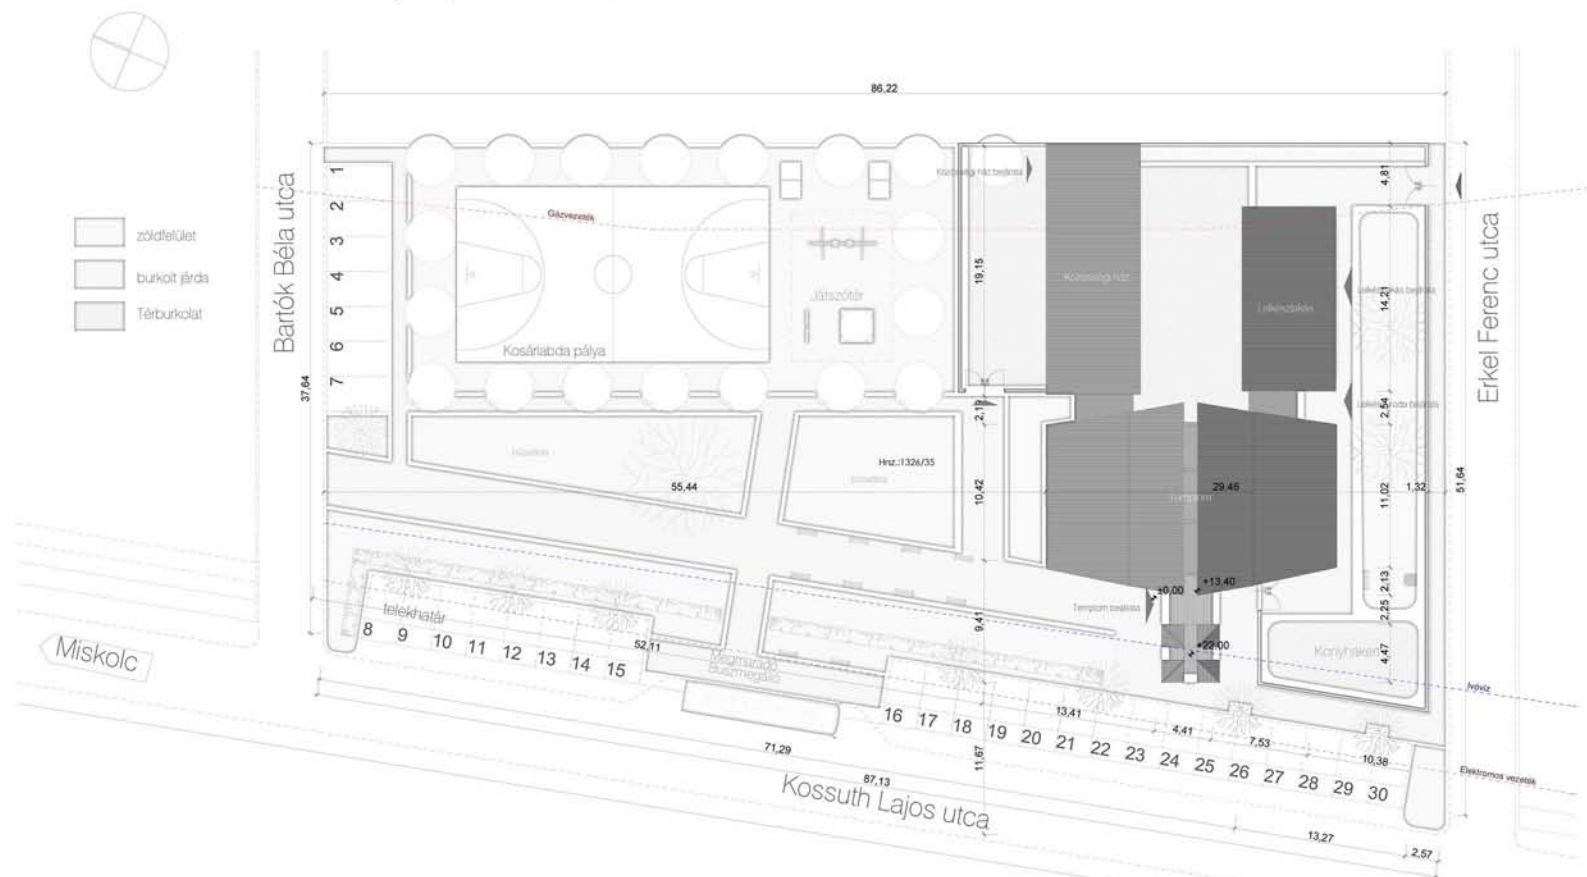 86,22
Bartók Béla utca
1
2
3
4
5
6
7
37,64
zöldfelület
burkolt járda
Térburkolat
Gázvezeték
Kosárlabda pálya
Játszótér
Közösségi ház bejárata
19,15
Közösségi ház
Lelkészlakás
4,81
14,21
Erkel Ferenc utca
2,54
2,19
Hrsz.:1326/35
55,44
10,42
Templom
29,46
11,02
1,32
51,64
+13,40
±0,00
2,13
2,25
Templom bejárata
9,41
+22,00
Konyhakert
4,47
Ivóvíz
telekhatár
8
9
10
11
12
13
14
15
52,11
Megmaradó
Buszmegálló
Miskolc
16
17
18
19
20
21
22
23
24
25
26
27
28
29
30
13,41
4,41
7,53
10,38
Elektromos vezeték
71,29
11,67
87,13
Kossuth Lajos utca
13,27
2,57